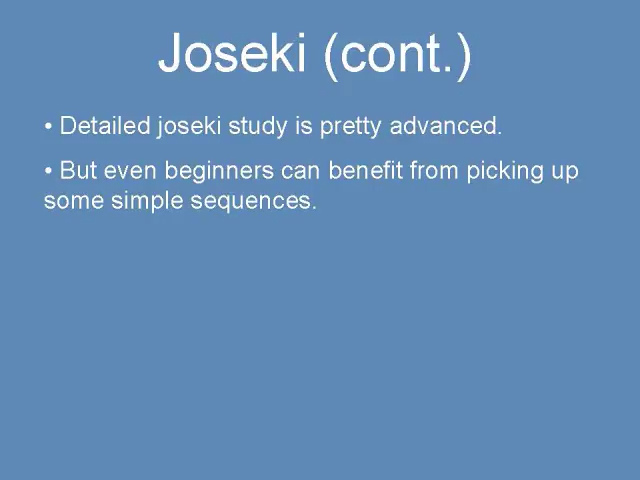 Joseki (cont.)
• Detailed joseki study is pretty advanced.
• But even beginners can benefit from picking up
some simple sequences.